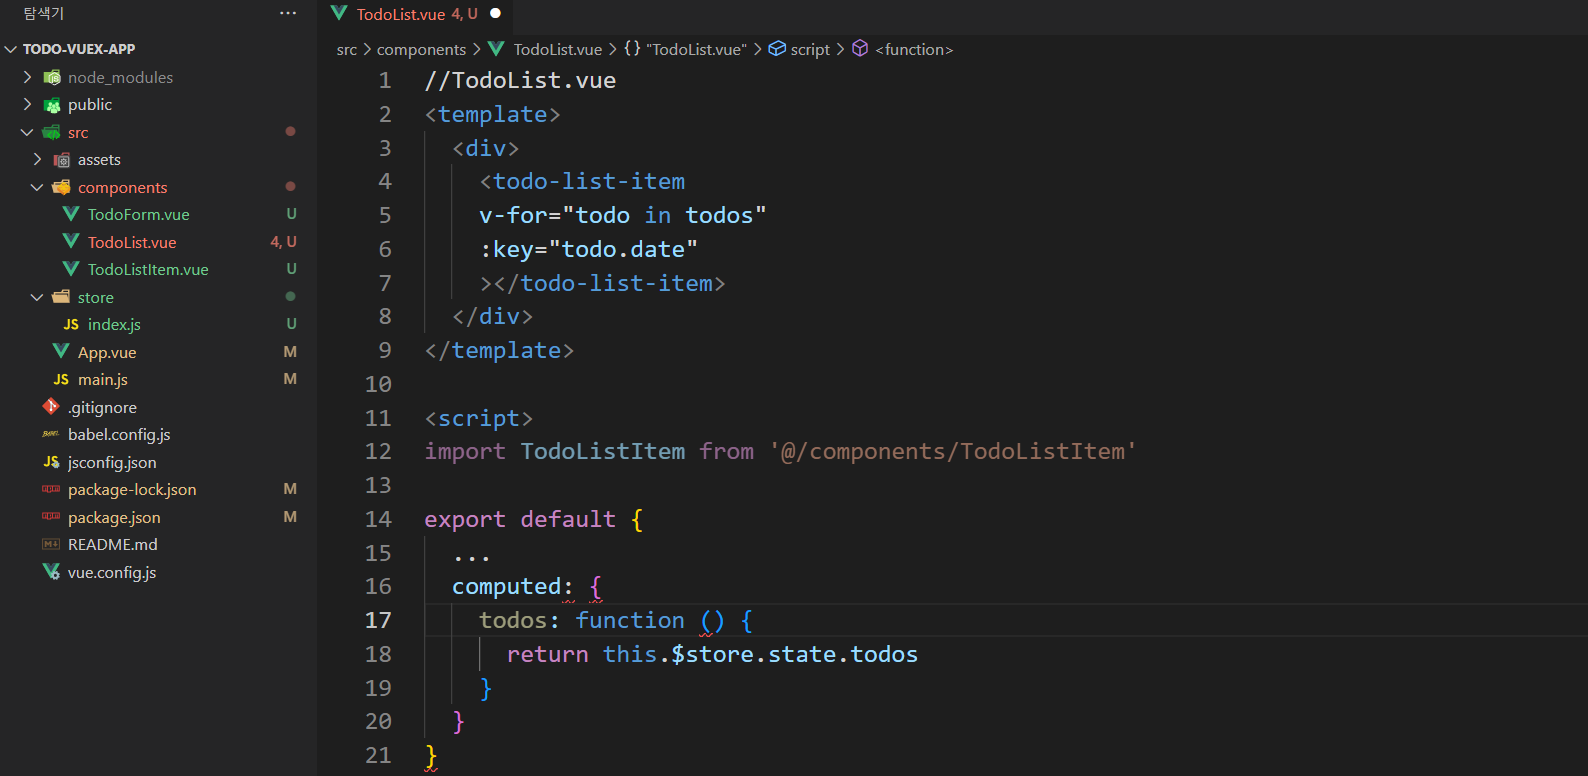 탐색기 ...
TODO-VUEX-APP
node_modules
public
src
assets
components
TodoForm.vue U
TodoList.vue 4, U
TodoListItem.vue U
store
JS index.js U
App.vue M
JS main.js M
.gitignore
babel.config.js
jsconfig.json
package-lock.json M
package.json M
README.md
vue.config.js
TodoList.vue 4, U
src > components > TodoList.vue > {} "TodoList.vue" > script > <function>
1 //TodoList.vue
2 <template>
3 <div>
4 <todo-list-item
5 v-for="todo in todos"
6 :key="todo.date"
7 ></todo-list-item>
8 </div>
9 </template>
10
11 <script>
12 import TodoListItem from '@/components/TodoListItem'
13
14 export default {
15 ...
16 computed: {
17 todos: function () {
18 return this.$store.state.todos
19 }
20 }
21 }